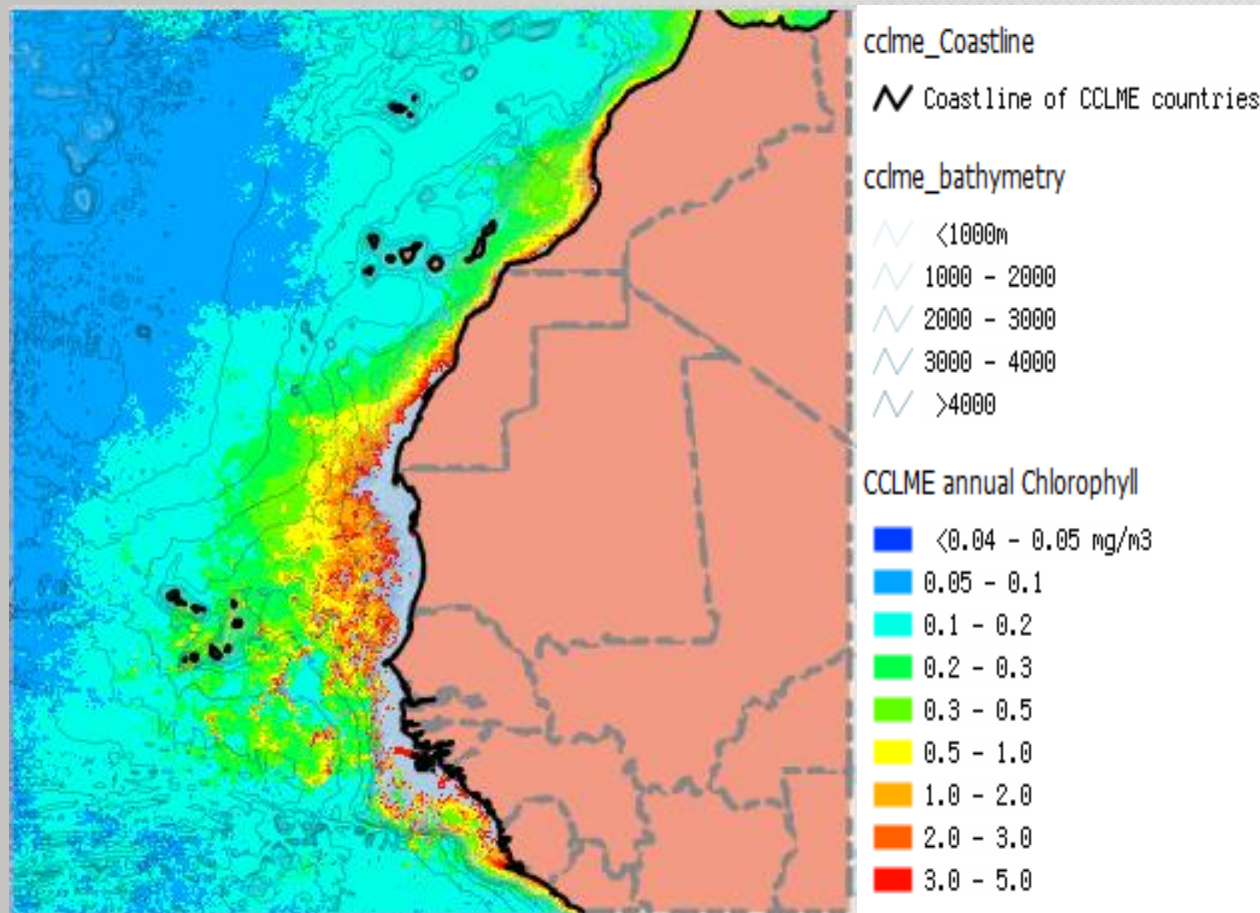 cclme_Coastline
Coastline of CCLME countries
cclme_bathymetry
<1000m
1000 - 2000
2000 - 3000
3000 - 4000
>4000
CCLME annual Chlorophyll
<0.04 - 0.05 mg/m3
0.05 - 0.1
0.1 - 0.2
0.2 - 0.3
0.3 - 0.5
0.5 - 1.0
1.0 - 2.0
2.0 - 3.0
3.0 - 5.0